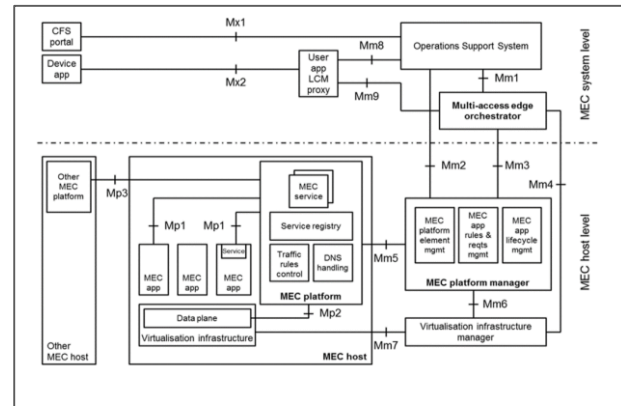 CFS
portal
Mx1
Operations Support System
MEC system level
Device
app
Mx2
User
app
LCM
proxy
Mm8
Mm9
Mm1
Multi-access edge
orchestrator
Mm2
Mm3
Mm4
MEC host level
Other
MEC
platform
Mp3
Mp1
Mp1
MEC
service
Service registry
Traffic
rules
control
DNS
handling
MEC platform
MEC
app
MEC
app
Service
MEC
app
Mm5
MEC
platform
element
mgmt
MEC
app
rules &
reqts
mgmt
MEC
app
lifecycle
mgmt
MEC platform manager
Mp2
Mm6
Data plane
Virtualisation infrastructure
Mm7
Virtualisation infrastructure
manager
Other
MEC host
MEC host